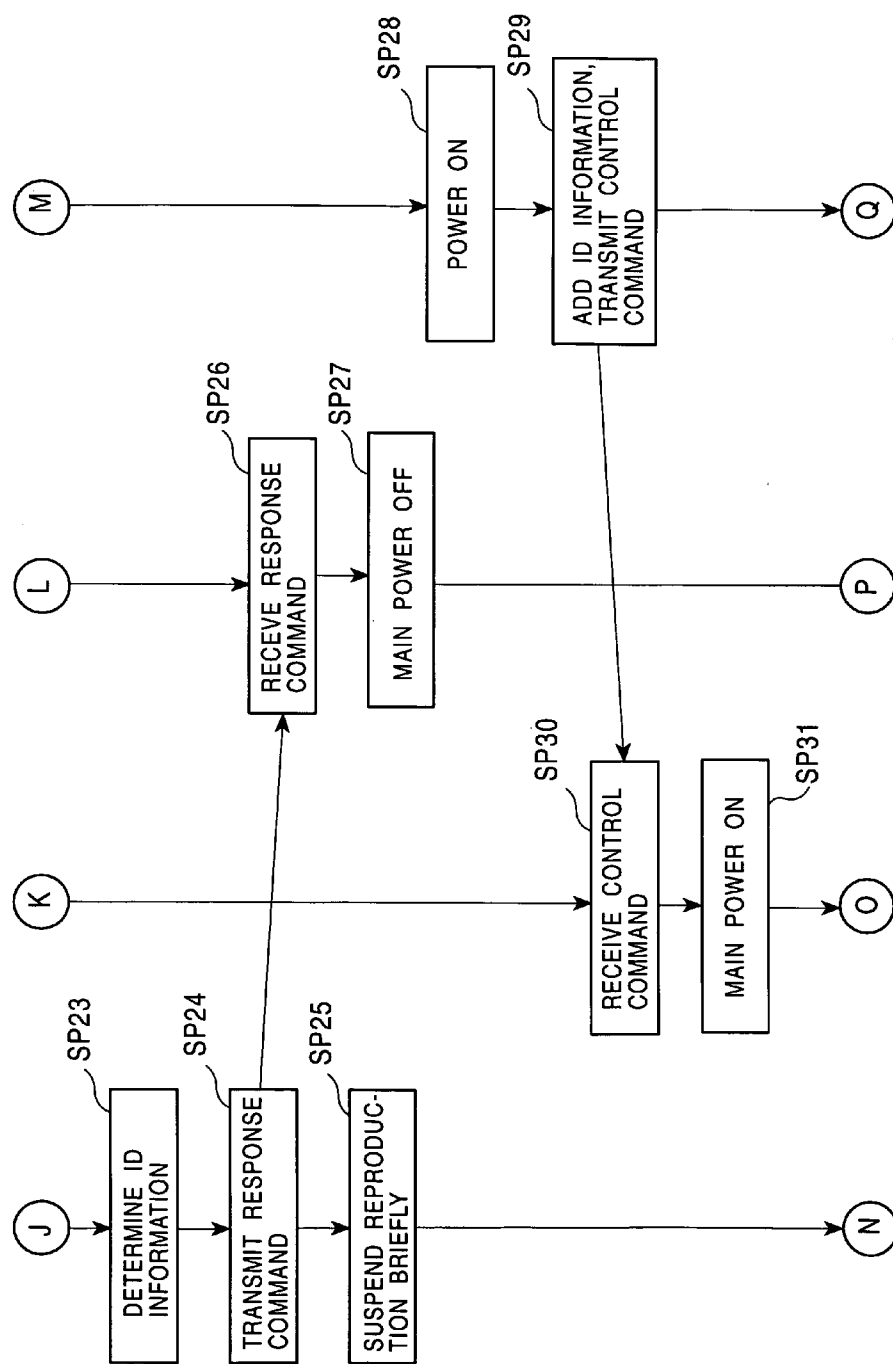 J
K
L
M
SP23
DETERMINE ID
INFORMATION
SP24
TRANSMIT RESPONSE
COMMAND
SP25
SUSPEND REPRODUC-
TION BRIEFLY
SP26
RECEVE RESPONSE
COMMAND
SP27
MAIN POWER OFF
SP28
POWER ON
SP29
ADD ID INFORMATION,
TRANSMIT CONTROL
COMMAND
SP30
RECEIVE CONTROL
COMMAND
SP31
MAIN POWER ON
N
O
P
Q